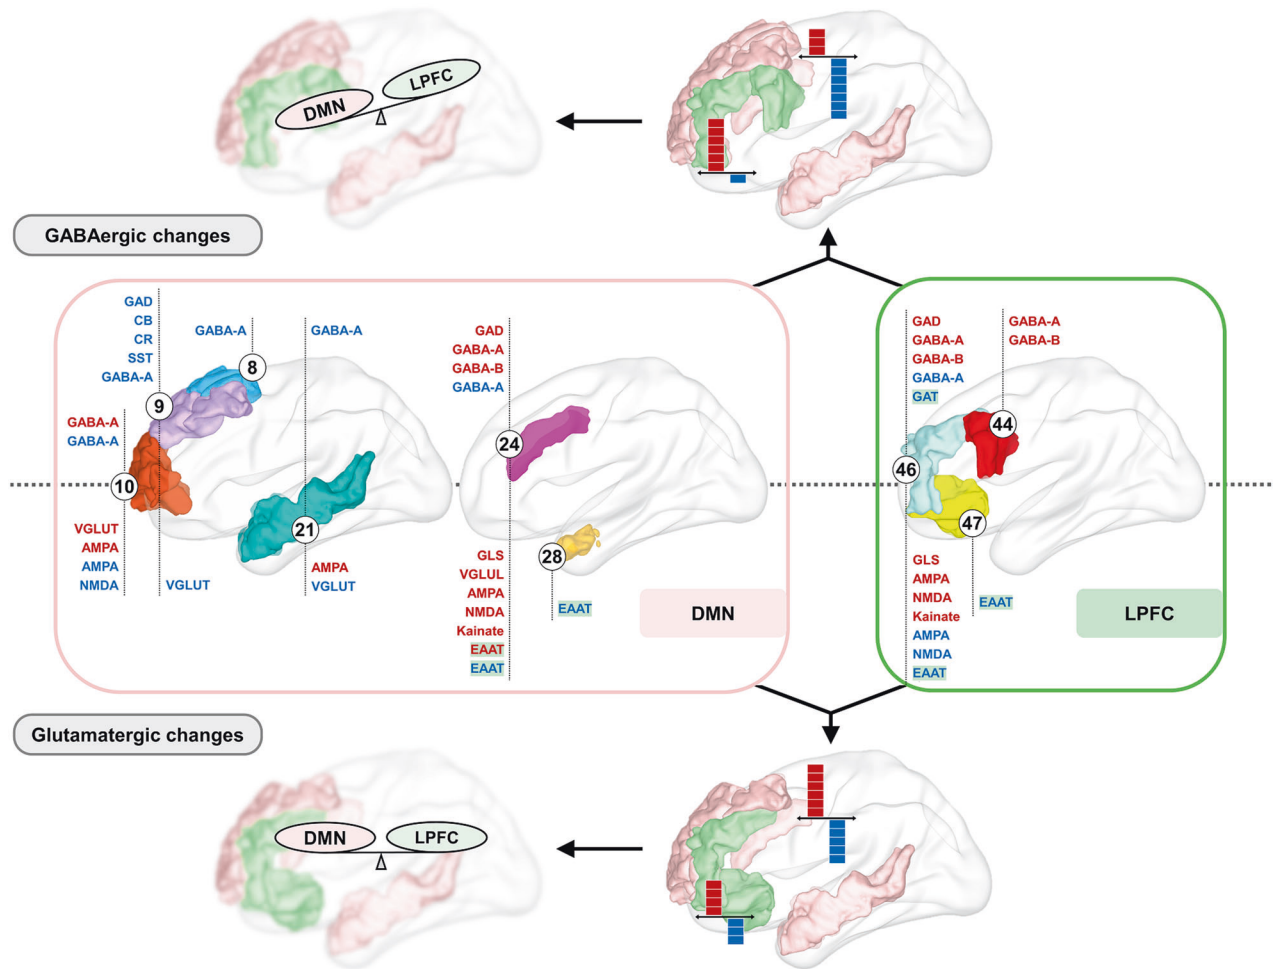 DMN
LPFC
GABAergic changes
GAD
CB
CR
SST
GABA-A
GABA-A
GABA-A
8
9
GABA-A
GABA-A
10
21
VGLUT
AMPA
AMPA
NMDA
VGLUT
AMPA
VGLUT
GAD
GABA-A
GABA-B
GABA-A
24
28
GLS
VGLUL
AMPA
NMDA
Kainate
EAAT
EAAT
EAAT
DMN
GAD
GABA-A
GABA-B
GABA-A
GAT
GABA-A
GABA-B
44
46
47
GLS
AMPA
NMDA
Kainate
AMPA
NMDA
EAAT
EAAT
LPFC
Glutamatergic changes
DMN
LPFC